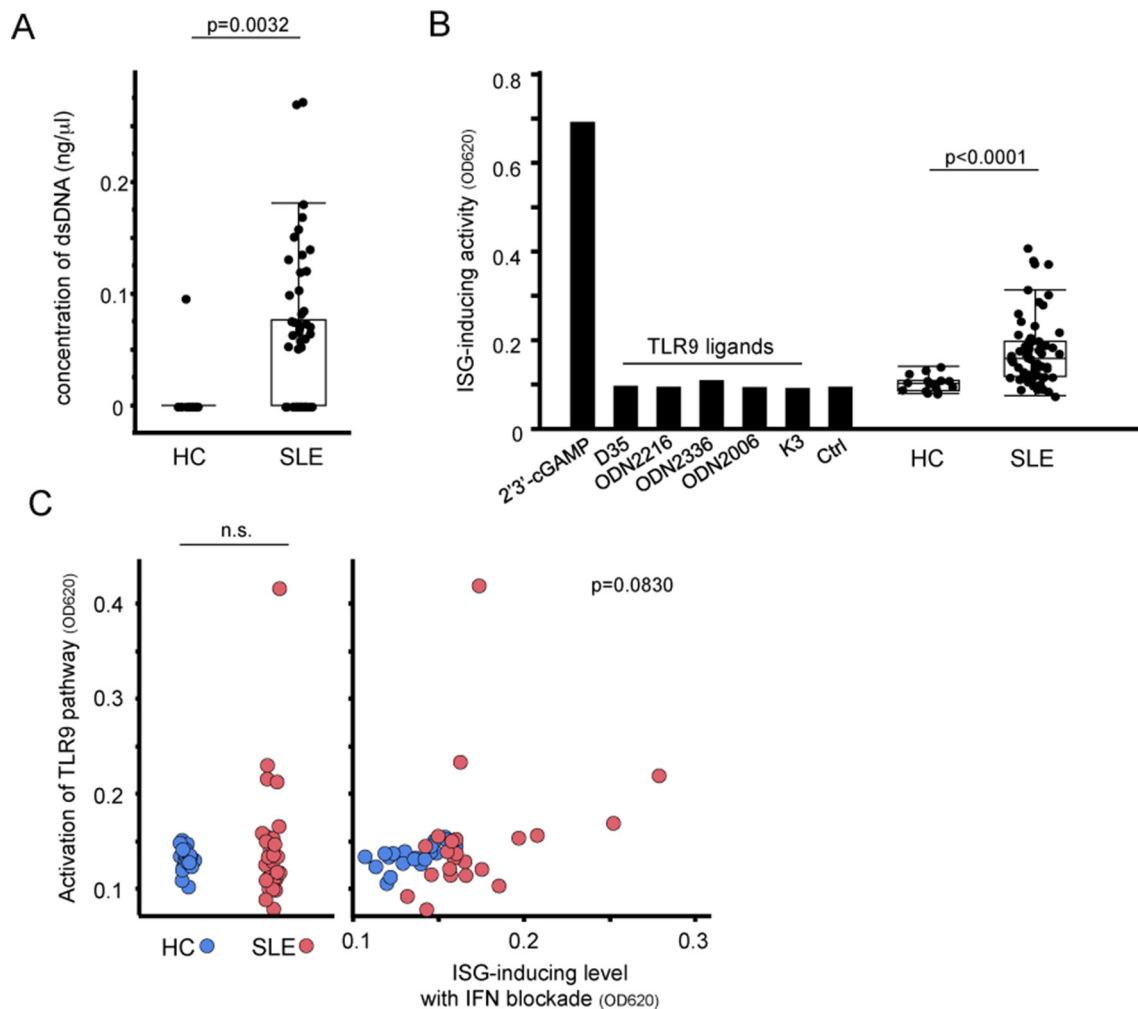 A
p=0.0032
concentration of dsDNA (ng/µl)
0.2
0.1
0
HC
SLE
B
ISG-inducing activity (OD620)
0.8
0.6
0.4
0.2
0
p<0.0001
TLR9 ligands
2'3'-cGAMP
D35
ODN2216
ODN2336
ODN2006
K3
Ctrl
HC
SLE
C
n.s.
Activation of TLR9 pathway (OD620)
0.4
0.3
0.2
0.1
HC
SLE
p=0.0830
0.1
0.2
0.3
ISG-inducing level
with IFN blockade (OD620)